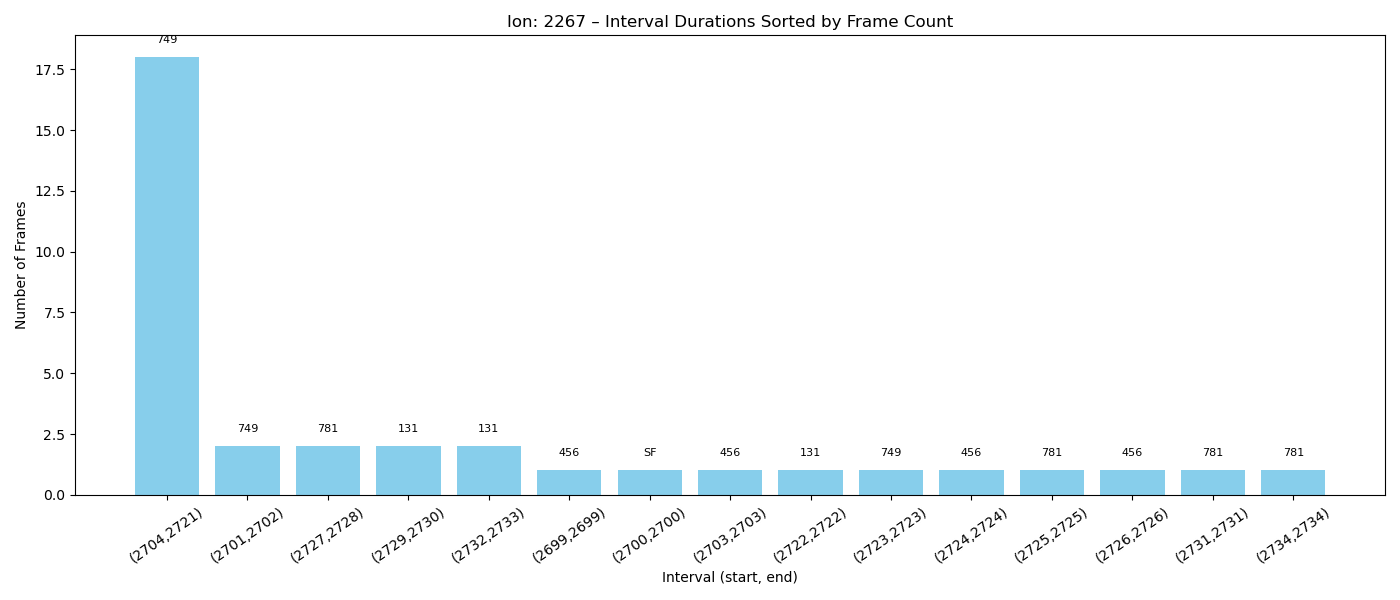 Ion: 2267 – Interval Durations Sorted by Frame Count
749
17.5
15.0
12.5
10.0
7.5
5.0
2.5
0.0
Number of Frames
749 781 131 131 456 SF 456 131 749 456 781 456 781 781
(2704,2721) (2701,2702) (2727,2728) (2729,2730) (2732,2733) (2699,2699) (2700,2700) (2703,2703) (2722,2722) (2723,2723) (2724,2724) (2725,2725) (2726,2726) (2731,2731) (2734,2734)
Interval (start, end)